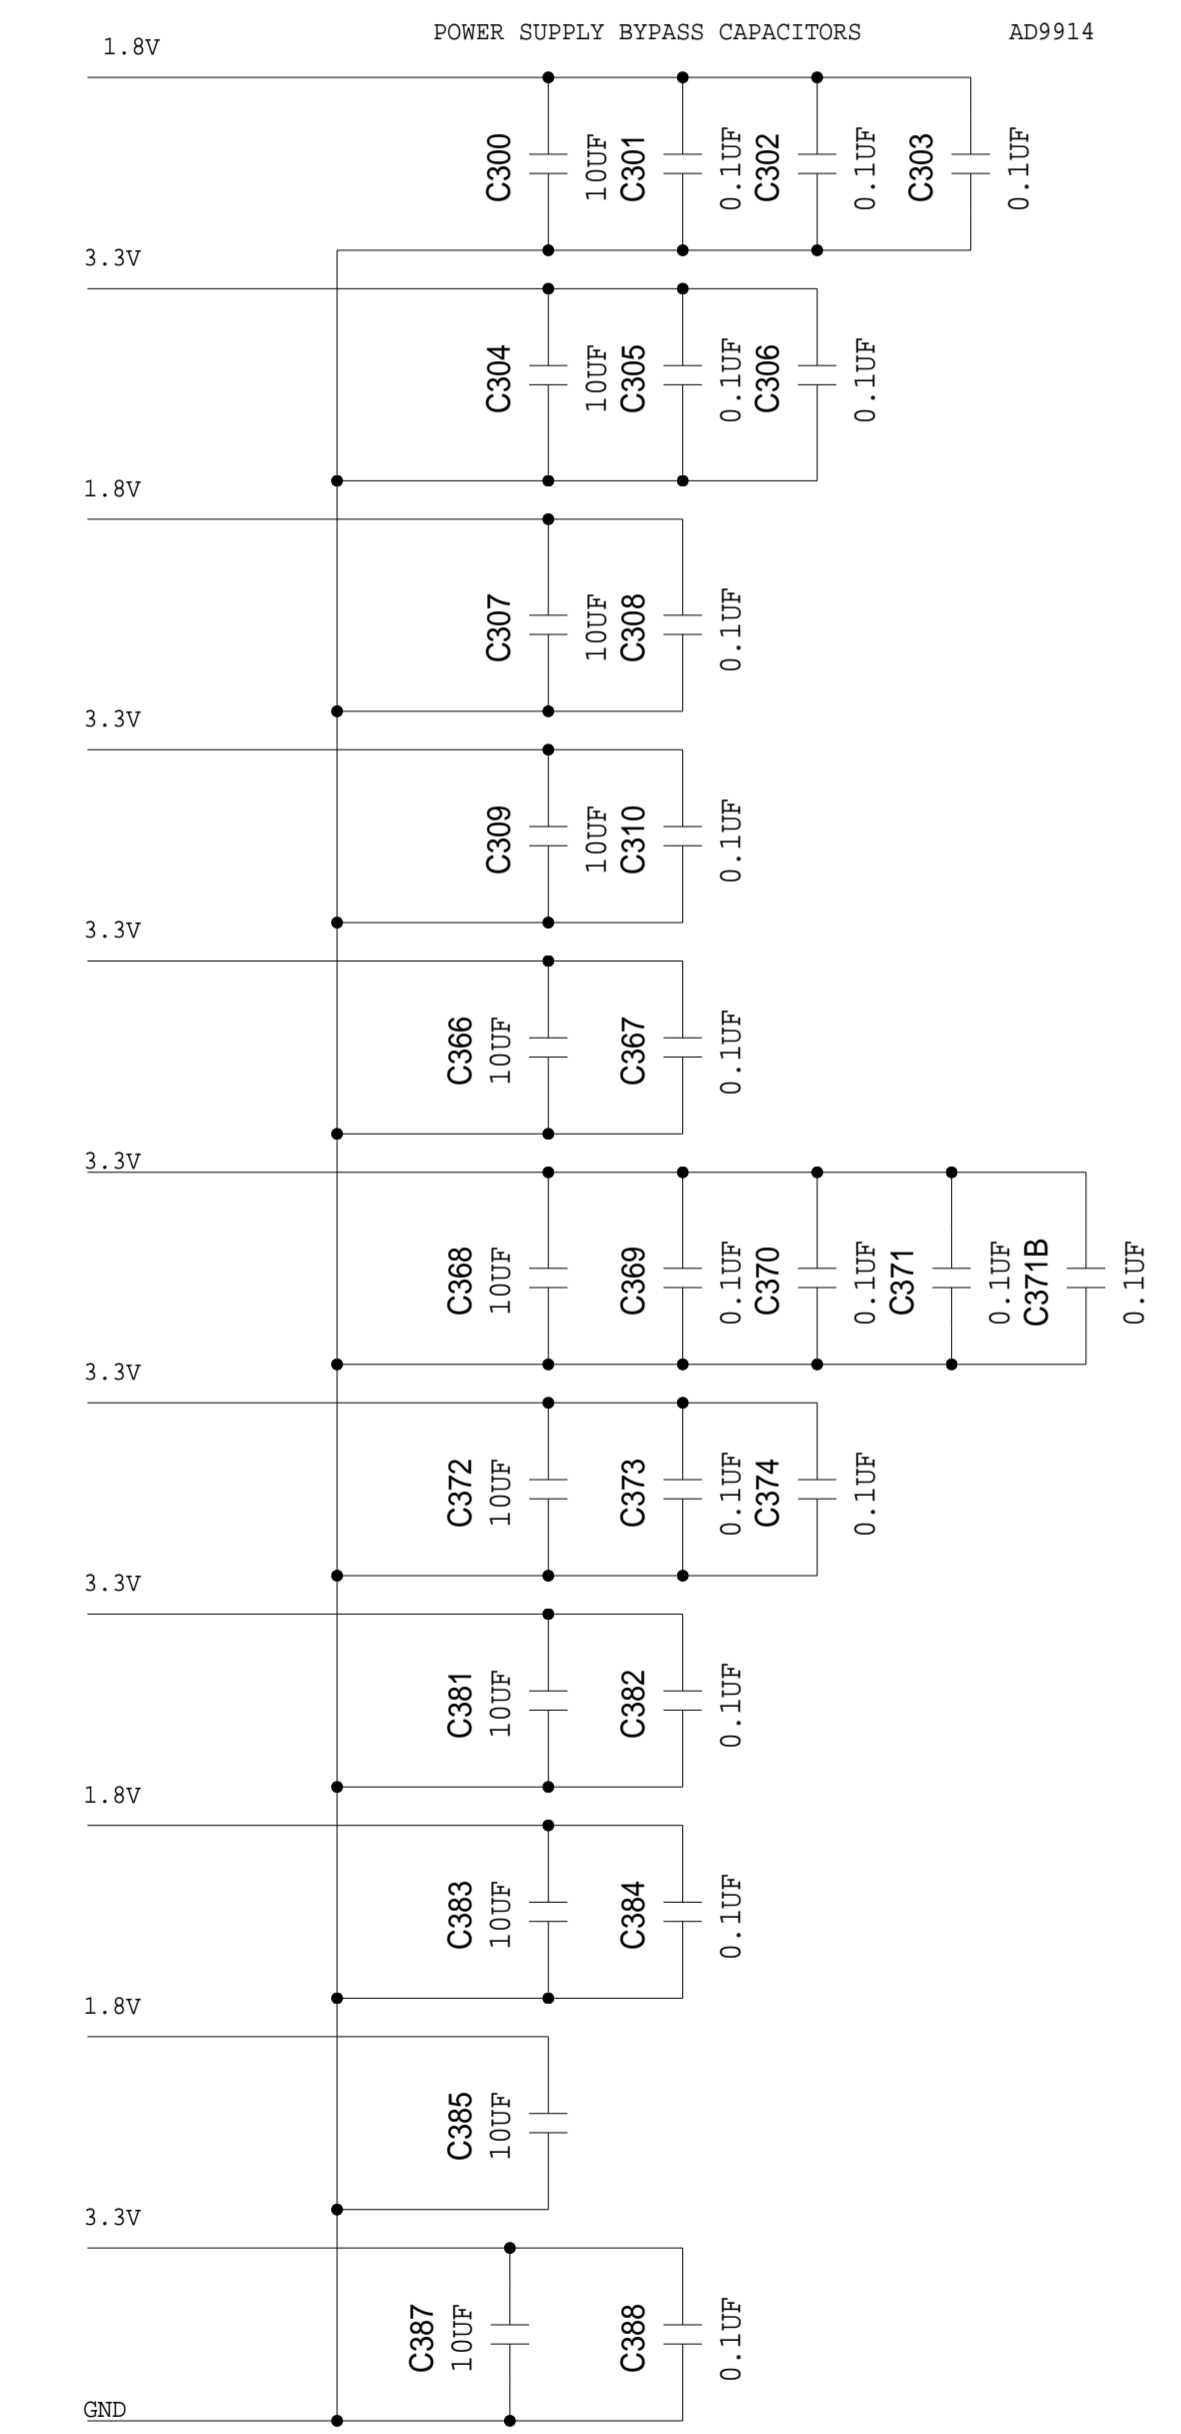 POWER SUPPLY BYPASS CAPACITORS
AD9914
1.8V
C300
10UF
C301
0.1UF
C302
0.1UF
C303
0.1UF
3.3V
C304
10UF
C305
0.1UF
C306
0.1UF
1.8V
C307
10UF
C308
0.1UF
3.3V
C309
10UF
C310
0.1UF
3.3V
C366
10UF
C367
0.1UF
3.3V
C368
10UF
C369
0.1UF
C370
0.1UF
C371
0.1UF
C371B
0.1UF
3.3V
C372
10UF
C373
0.1UF
C374
0.1UF
3.3V
C381
10UF
C382
0.1UF
1.8V
C383
10UF
C384
0.1UF
1.8V
C385
10UF
3.3V
C387
10UF
C388
0.1UF
GND